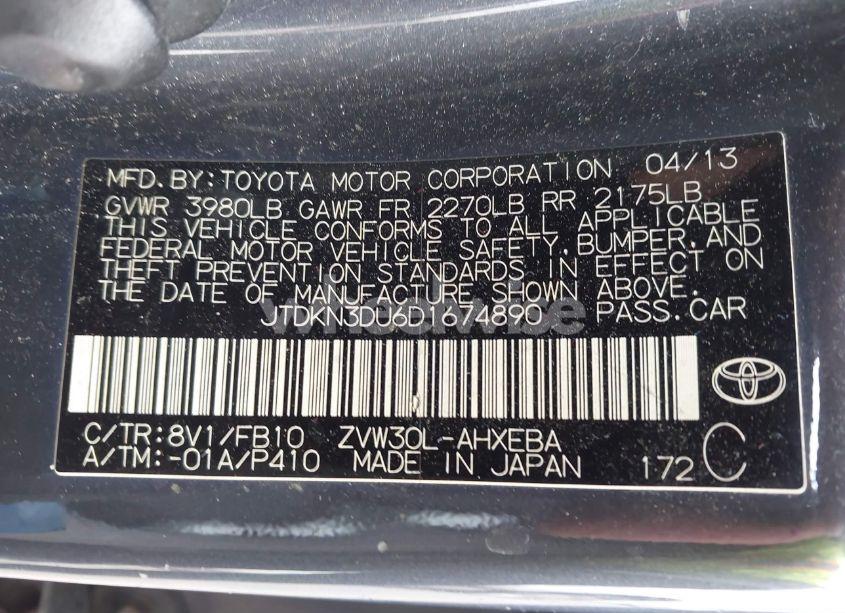 MFD. BY: TOYOTA MOTOR CORPORATION 04/13
GVWR 3980LB GAWR FR 2270LB RR 2175LB
THIS VEHICLE CONFORMS TO ALL APPLICABLE
FEDERAL MOTOR VEHICLE SAFETY, BUMPER, AND
THEFT PREVENTION STANDARDS IN EFFECT ON
THE DATE OF MANUFACTURE SHOWN ABOVE.
JTDKN3DU6D1674890 PASS. CAR
wheelwibe
C/TR: 8V1/FB10 ZVW30L-AHXEBA
A/TM: -01A/P410 MADE IN JAPAN 172 C